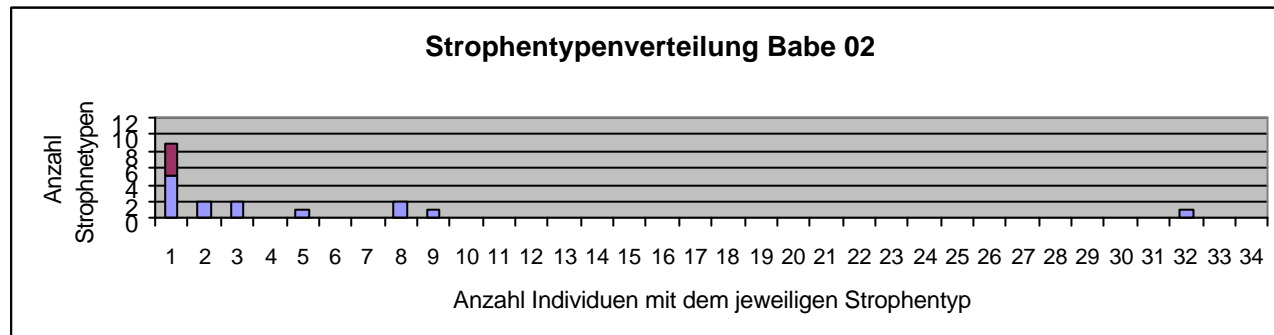 Strophentypenverteilung Babe 02
Anzahl
Strophnetypen
12
10
8
6
4
2
0
1 2 3 4 5 6 7 8 9 10 11 12 13 14 15 16 17 18 19 20 21 22 23 24 25 26 27 28 29 30 31 32 33 34
Anzahl Individuen mit dem jeweiligen Strophentyp